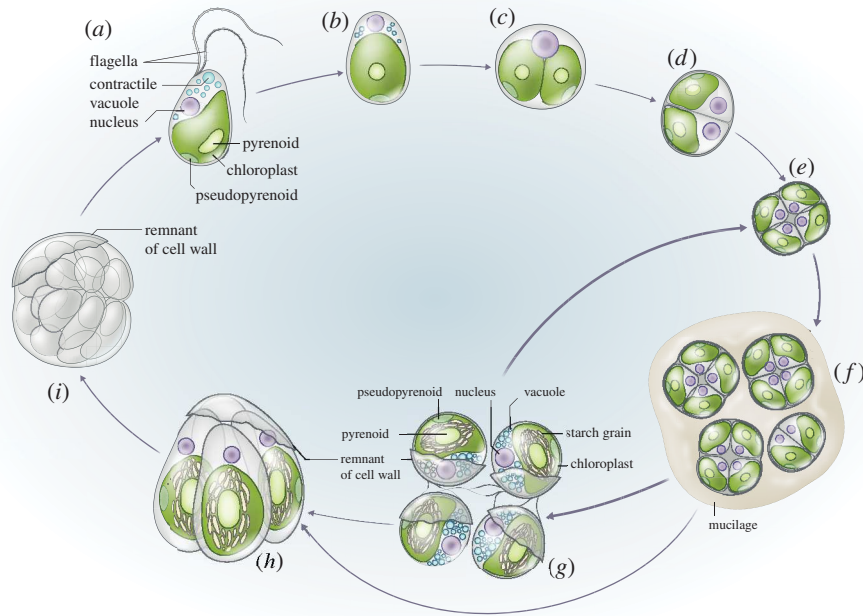 (a)
flagella
contractile
vacuole
nucleus
pyrenoid
chloroplast
pseudopyrenoid
(b)
(c)
(d)
(e)
remnant
of cell wall
(i)
(f)
mucilage
pseudopyrenoid
nucleus
vacuole
pyrenoid
starch grain
remnant
of cell wall
chloroplast
(g)
(h)